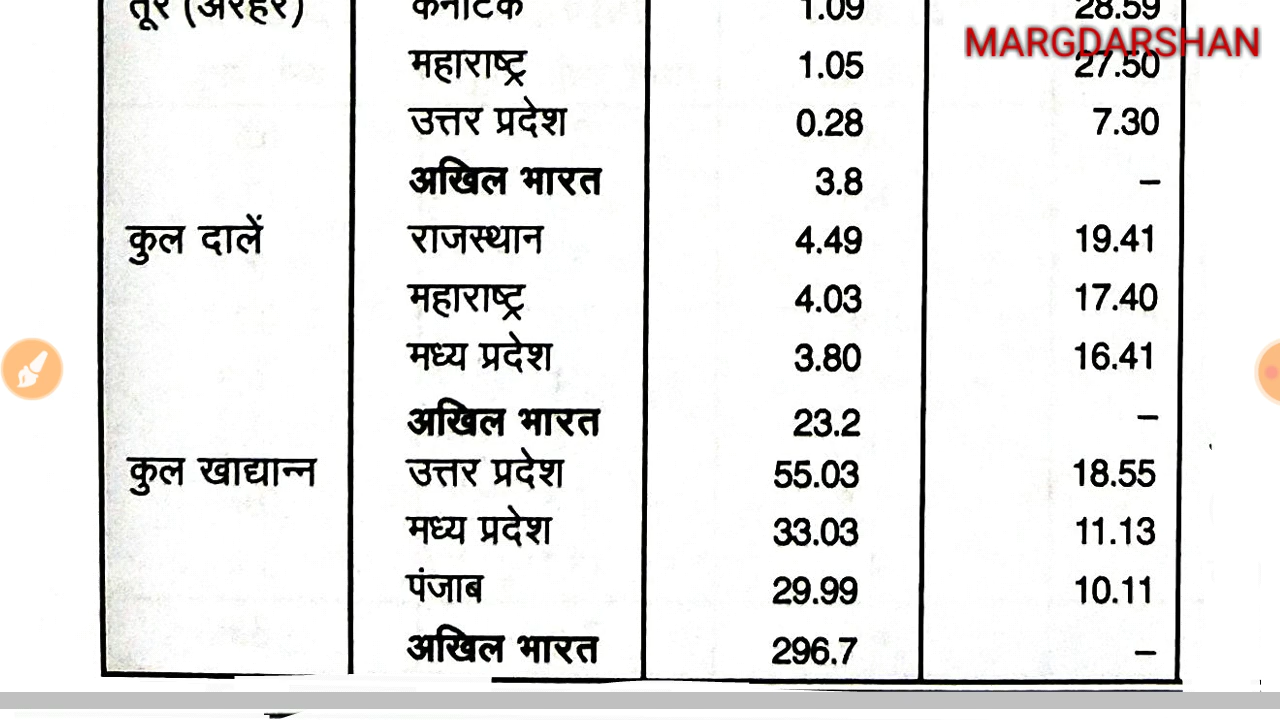 तूर (अरहर) कर्नाटक 1.09 28.59
MARGDARSHAN
महाराष्ट्र 1.05 27.50
उत्तर प्रदेश 0.28 7.30
अखिल भारत 3.8 –
कुल दालें राजस्थान 4.49 19.41
महाराष्ट्र 4.03 17.40
मध्य प्रदेश 3.80 16.41
अखिल भारत 23.2 –
कुल खाद्यान्न उत्तर प्रदेश 55.03 18.55
मध्य प्रदेश 33.03 11.13
पंजाब 29.99 10.11
अखिल भारत 296.7 –